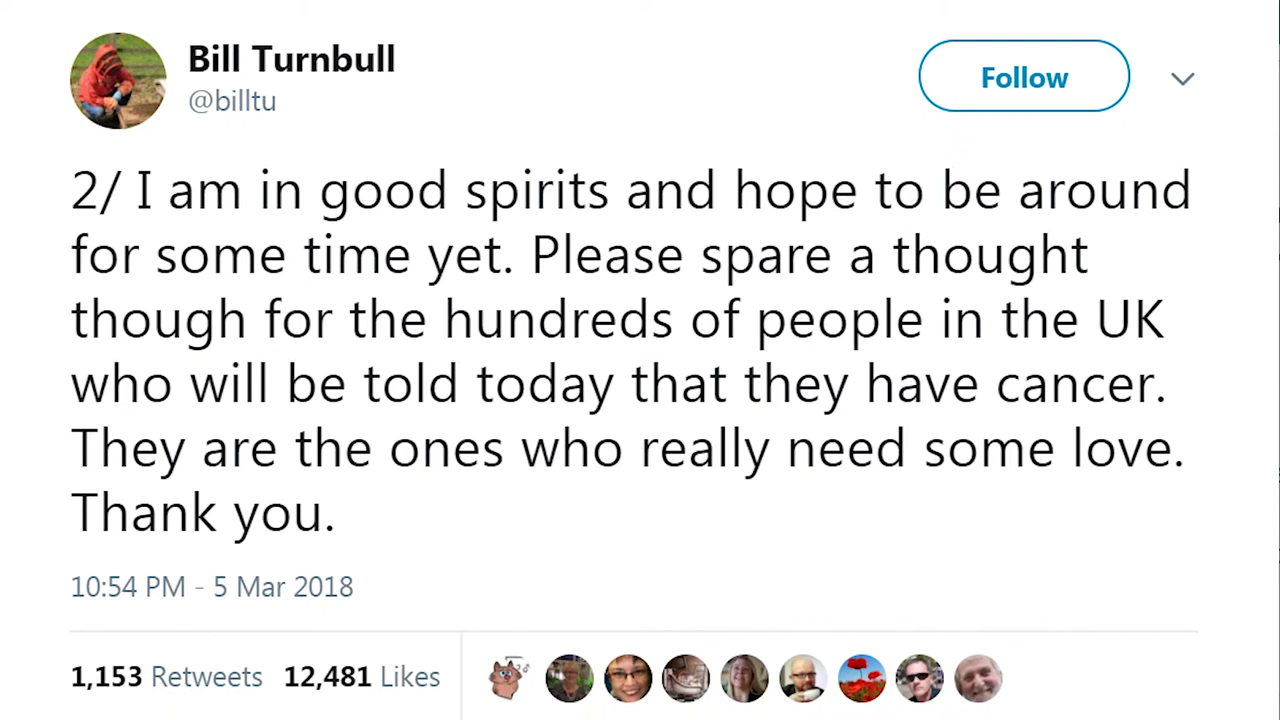 Bill Turnbull
@billtu
Follow
2/ I am in good spirits and hope to be around
for some time yet. Please spare a thought
though for the hundreds of people in the UK
who will be told today that they have cancer.
They are the ones who really need some love.
Thank you.
10:54 PM - 5 Mar 2018
1,153 Retweets 12,481 Likes